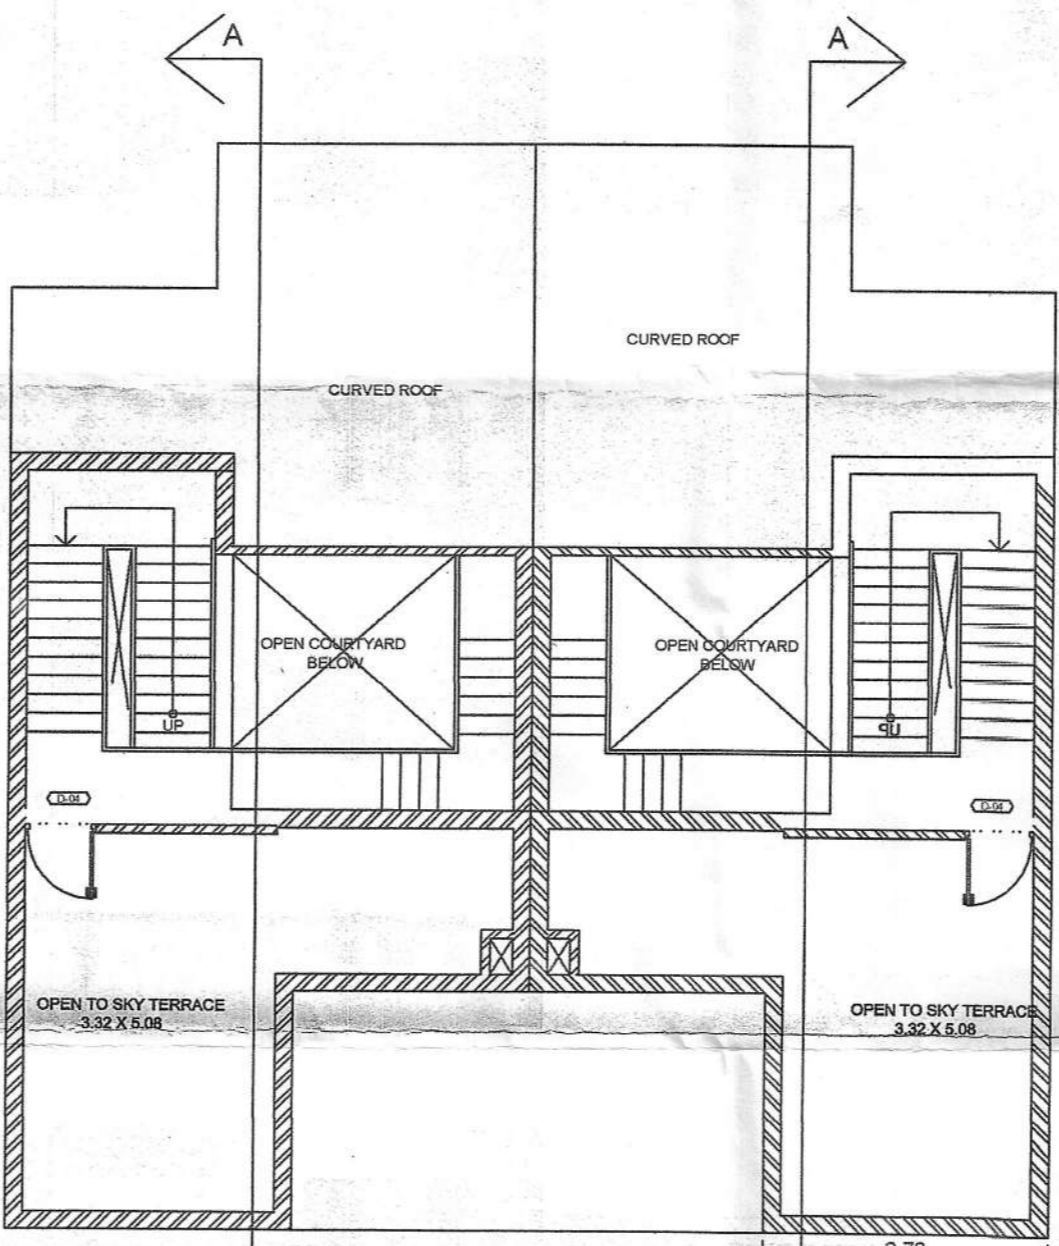 A
A
CURVED ROOF
CURVED ROOF
OPEN COURTYARD
BELOW
OPEN COURTYARD
BELOW
UP
UP
D-04
D-04
OPEN TO SKY TERRACE
3.32 X 5.08
OPEN TO SKY TERRACE
3.32 X 5.08